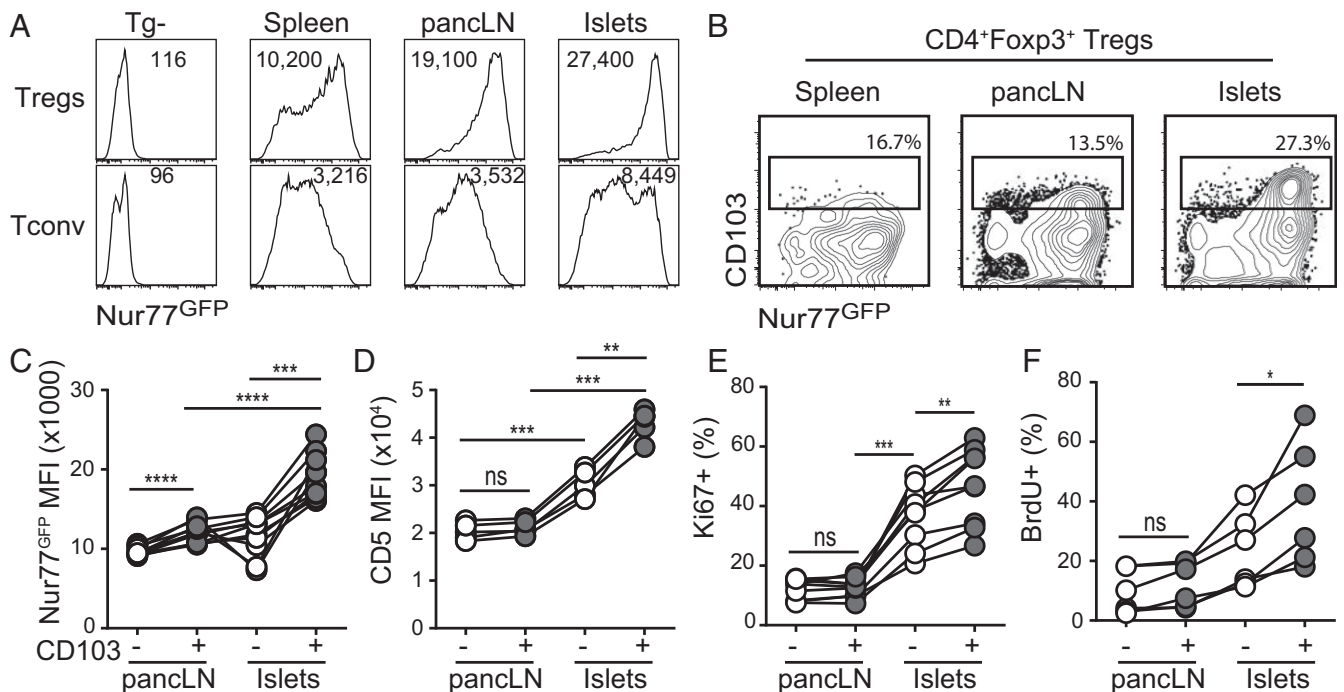 A
Tg-
Spleen
pancLN
Islets
Tregs
116
10,200
19,100
27,400
Tconv
96
3,216
3,532
8,449
Nur77GFP
B
CD4+Foxp3+ Tregs
Spleen
pancLN
Islets
16.7%
13.5%
27.3%
CD103
Nur77GFP
C
Nur77GFP MFI (x1000)
30
20
10
0
****
****
***
CD103
- + - +
pancLN
Islets
D
CD5 MFI (x10⁴)
5
4
3
2
1
0
ns
***
***
**
- + - +
pancLN
Islets
E
Ki67+ (%)
80
60
40
20
0
ns
***
**
- + - +
pancLN
Islets
F
BrdU+ (%)
80
60
40
20
0
ns
*
- + - +
pancLN
Islets